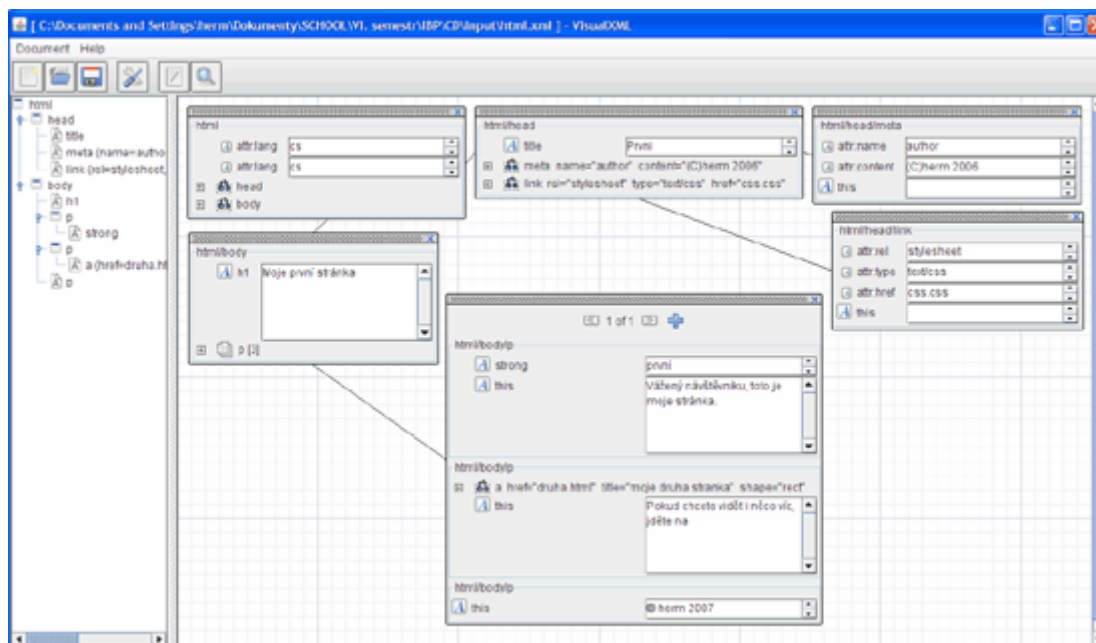 [ C:\Documents and Settings\herm\Dokumenty\SCHOOL\VI. semestr\IBP\CD\Input\html.xml ] - VisualXML
Document Help
html
head
title
meta (name=autho
link (rel=stylesheet,
body
h1
p
strong
p
a (href=druha.ht
p
html
attr:lang cs
attr:lang cs
head
body
html/head
title První
meta name="author" content="(C)herm 2006"
link rel="stylesheet" type="text/css" href="css.css"
html/head/meta
attr:name author
attr:content (C)herm 2006
this
html/head/link
attr:rel stylesheet
attr:type text/css
attr:href css.css
this
html/body
h1 Moje první stránka
p [3]
1 of 1
html/body/p
strong první
this Vážený návštěvníku, toto je
moje stránka.
html/body/p
a href="druha.html" title="moje druha stranka" shape="rect"
this Pokud chcete vidět i něco víc,
jděte na
html/body/p
this © herm 2007